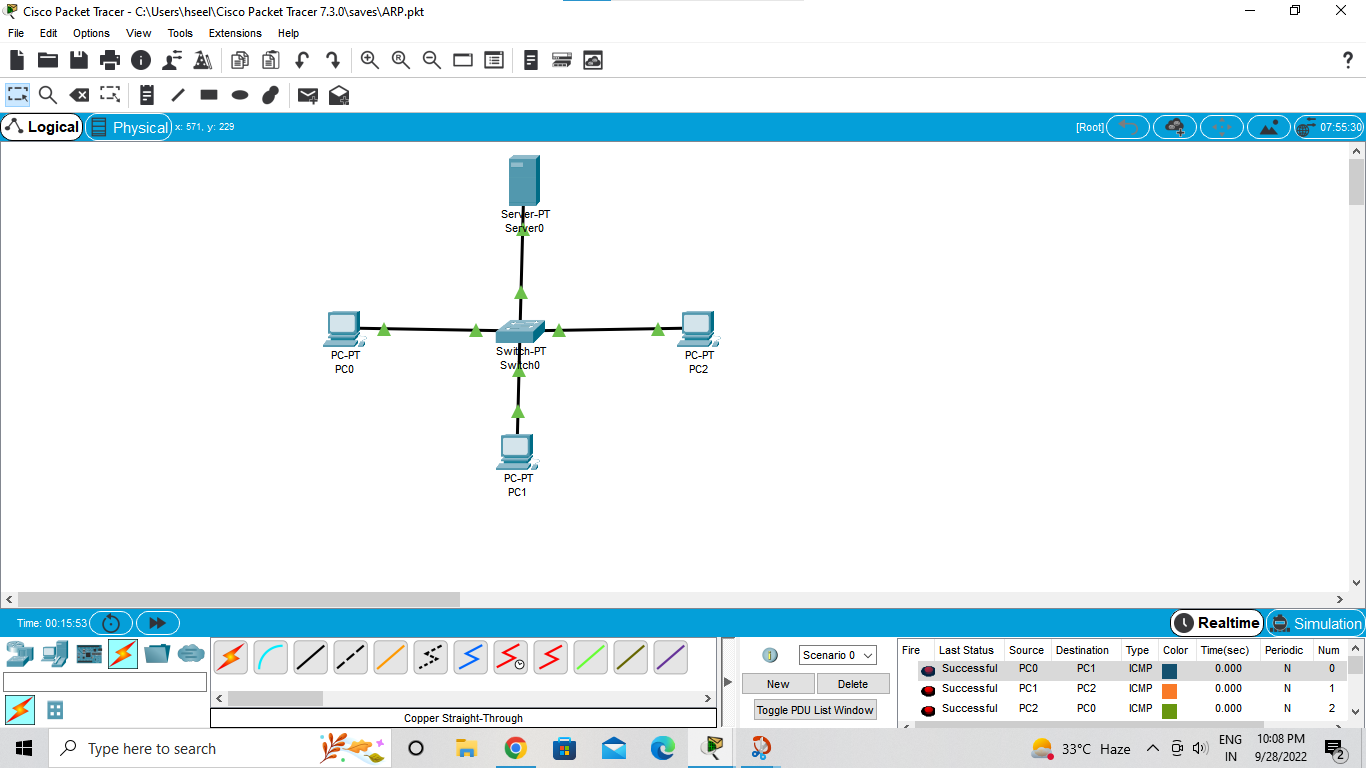 Cisco Packet Tracer - C:\Users\hseel\Cisco Packet Tracer 7.3.0\saves\ARP.pkt
File Edit Options View Tools Extensions Help
?
Logical Physical x: 571, y: 229 [Root] 07:55:30
Server-PT
Server0
PC-PT
PC0
Switch-PT
Switch0
PC-PT
PC2
PC-PT
PC1
Time: 00:15:53 Realtime Simulation
Scenario 0
New Delete
Toggle PDU List Window
Copper Straight-Through
Fire Last Status Source Destination Type Color Time(sec) Periodic Num
Successful PC0 PC1 ICMP 0.000 N 0
Successful PC1 PC2 ICMP 0.000 N 1
Successful PC2 PC0 ICMP 0.000 N 2
Type here to search
33°C Haze
ENG
IN
10:08 PM
9/28/2022
2